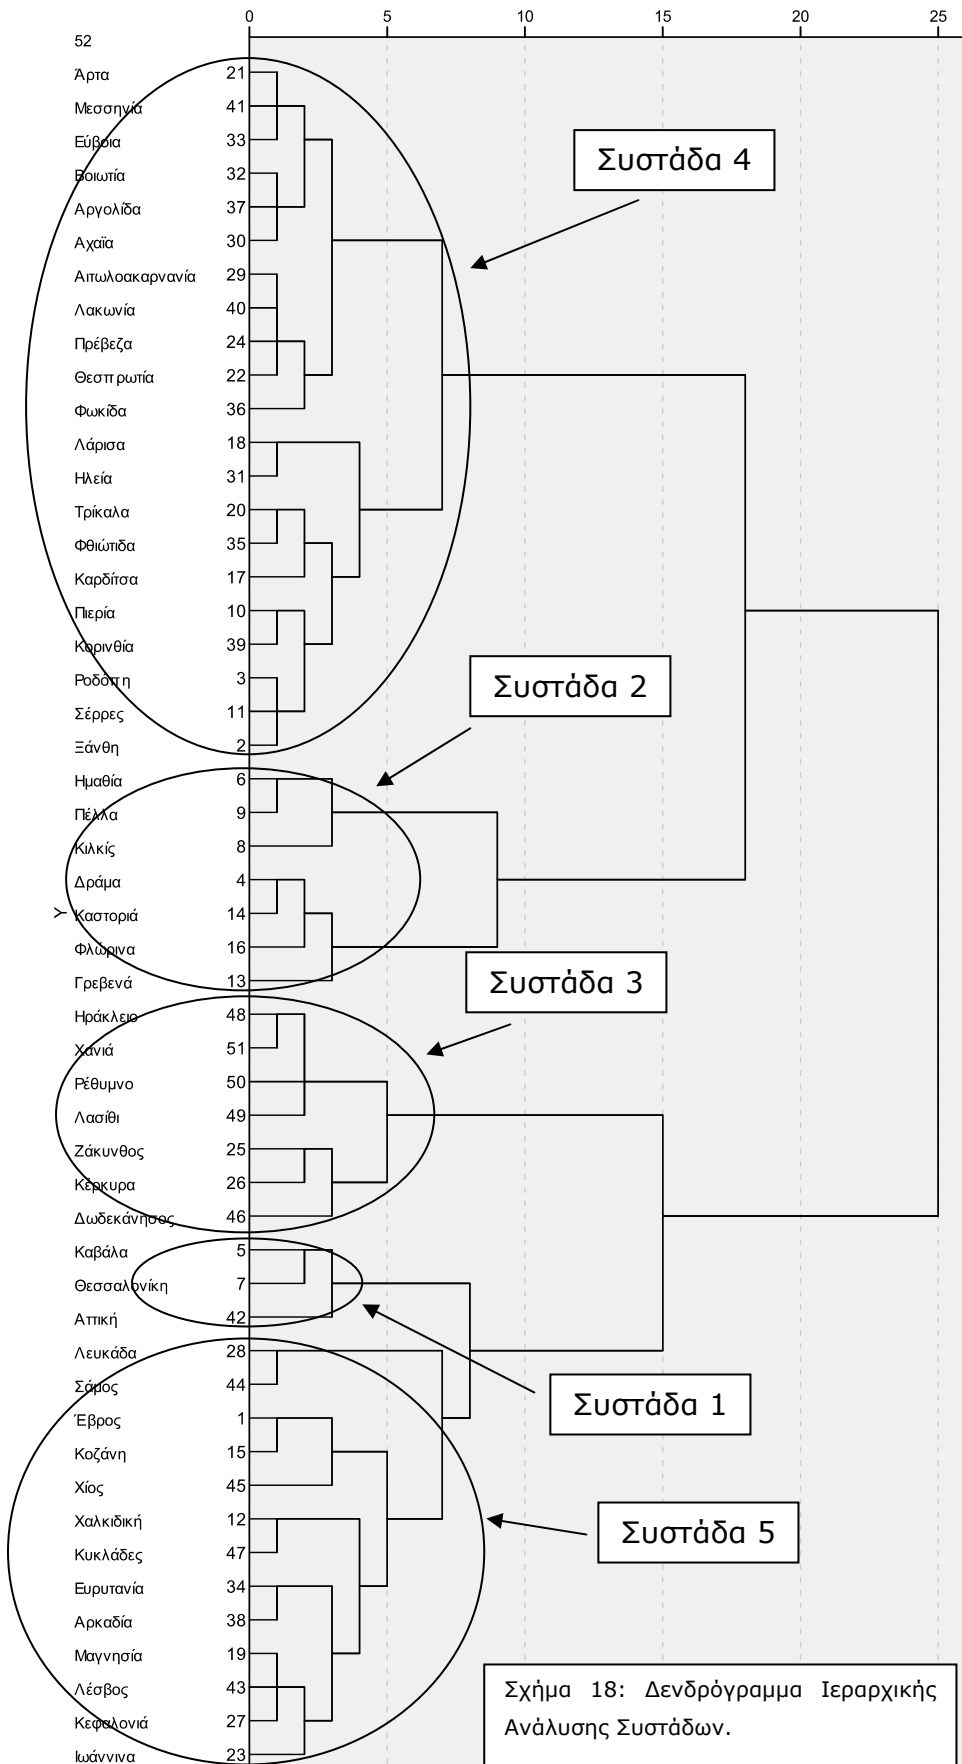 0 5 10 15 20 25
52
Άρτα 21
Μεσσηνία 41
Εύβοια 33
Βοιωτία 32
Αργολίδα 37
Αχαϊα 30
Αιτωλοακαρνανία 29
Λακωνία 40
Πρέβεζα 24
Θεσπρωτία 22
Φωκίδα 36
Λάρισα 18
Ηλεία 31
Τρίκαλα 20
Φθιώτιδα 35
Καρδίτσα 17
Πιερία 10
Κορινθία 39
Ροδόπη 3
Σέρρες 11
Ξάνθη 2
Ημαθία 6
Πέλλα 9
Κιλκίς 8
Δράμα 4
Καστοριά 14
Φλώρινα 16
Γρεβενά 13
Ηράκλειο 48
Χανιά 51
Ρέθυμνο 50
Λασίθι 49
Ζάκυνθος 25
Κέρκυρα 26
Δωδεκάνησος 46
Καβάλα 5
Θεσσαλονίκη 7
Αττική 42
Λευκάδα 28
Σάμος 44
Έβρος 1
Κοζάνη 15
Χίος 45
Χαλκιδική 12
Κυκλάδες 47
Ευρυτανία 34
Αρκαδία 38
Μαγνησία 19
Λέσβος 43
Κεφαλονιά 27
Ιωάννινα 23
Y
Συστάδα 4
Συστάδα 2
Συστάδα 3
Συστάδα 1
Συστάδα 5
Σχήμα 18: Δενδρόγραμμα Ιεραρχικής
Ανάλυσης Συστάδων.